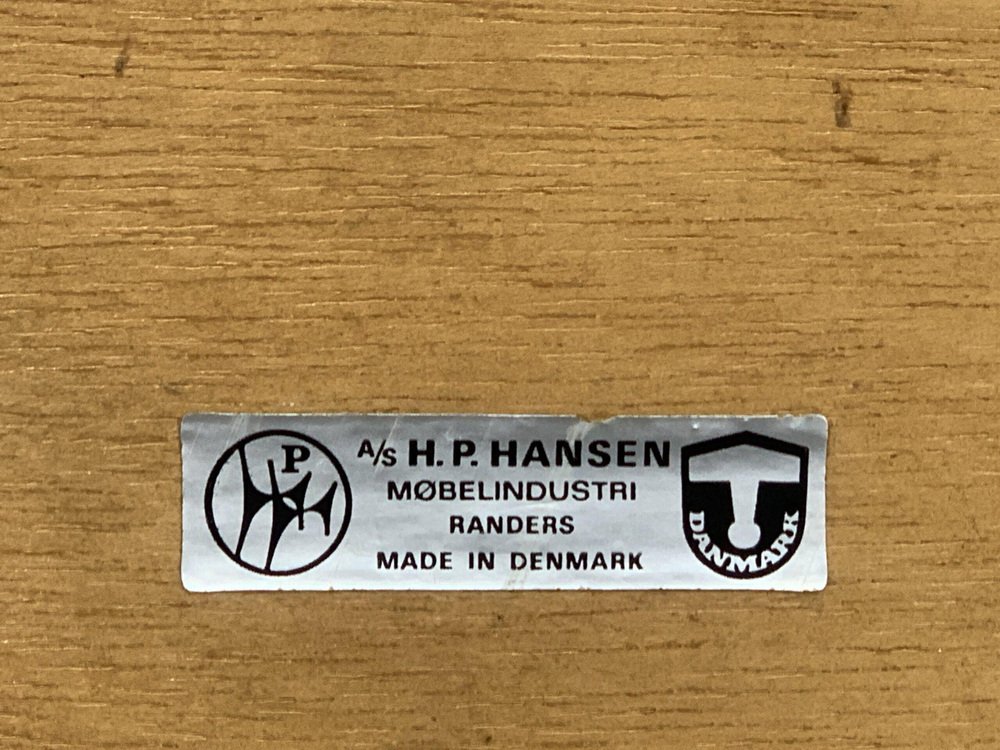 P
A/S H. P. HANSEN
MØBELINDUSTRI
RANDERS
MADE IN DENMARK
DANMARK